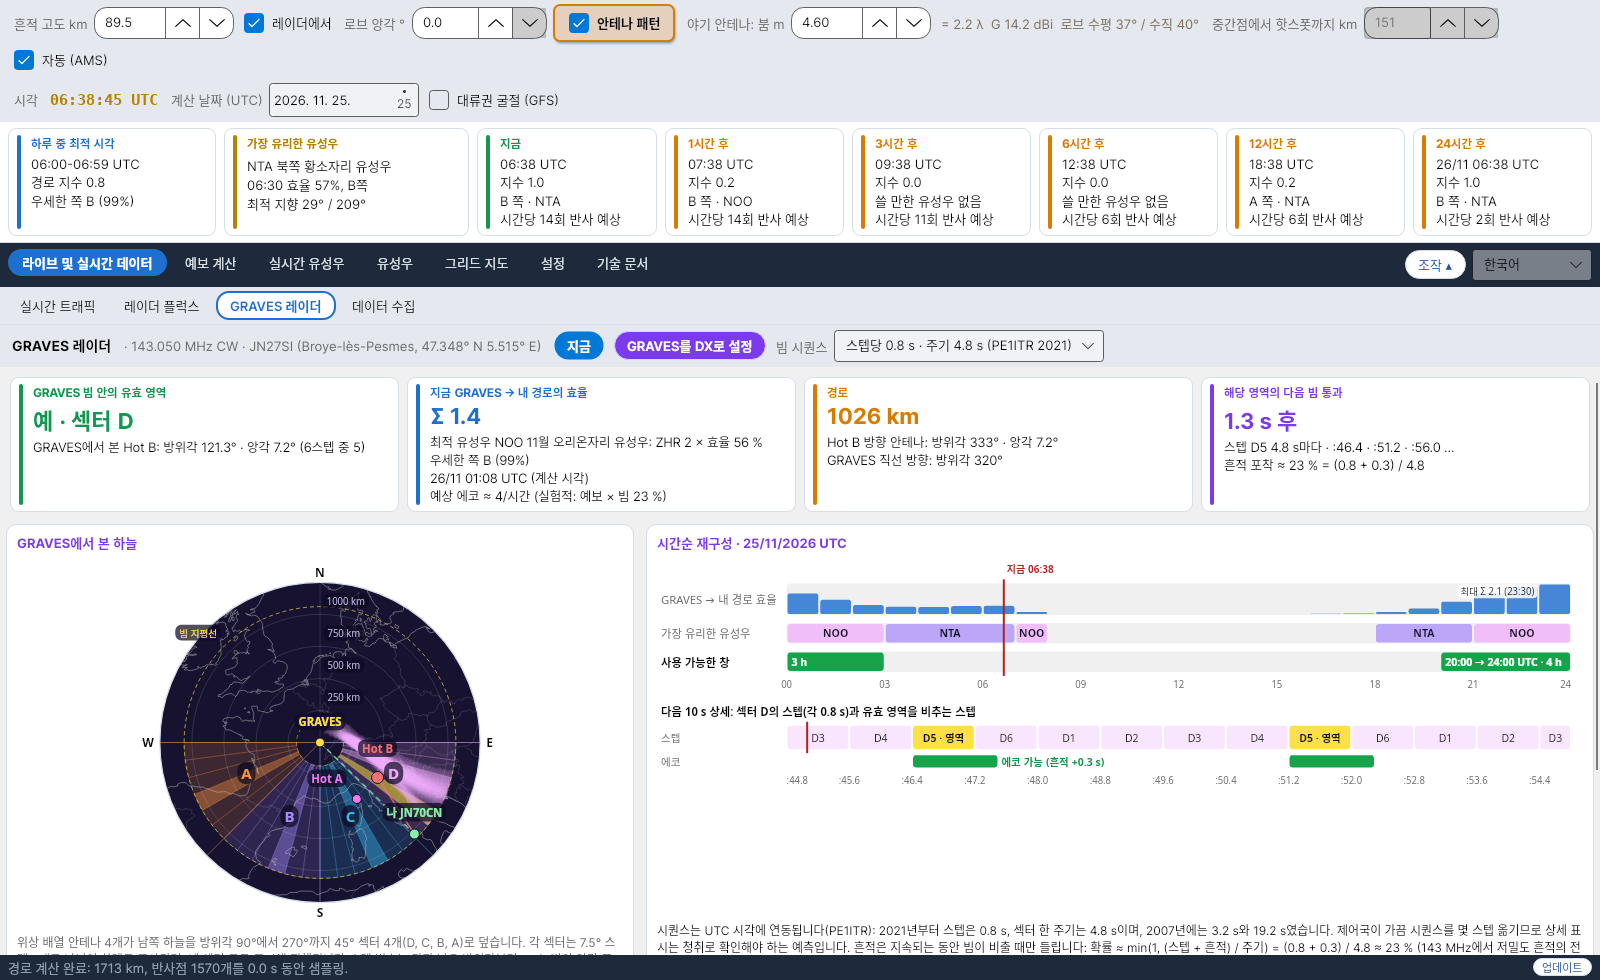 흔적 고도 km 89.5 레이더에서 로브 앙각 ° 0.0 안테나 패턴 야기 안테나: 붐 m 4.60 = 2.2 λ G 14.2 dBi 로브 수평 37° / 수직 40° 중간점에서 핫스폿까지 km 151
자동 (AMS)
시각 06:38:45 UTC 계산 날짜 (UTC) 2026. 11. 25. 25 대류권 굴절 (GFS)
하루 중 최적 시각
06:00-06:59 UTC
경로 지수 0.8
우세한 쪽 B (99%)
가장 유리한 유성우
NTA 북쪽 황소자리 유성우
06:30 효율 57%, B쪽
최적 지향 29° / 209°
지금
06:38 UTC
지수 1.0
B 쪽 · NTA
시간당 14회 반사 예상
1시간 후
07:38 UTC
지수 0.2
B 쪽 · NOO
시간당 14회 반사 예상
3시간 후
09:38 UTC
지수 0.0
쓸 만한 유성우 없음
시간당 11회 반사 예상
6시간 후
12:38 UTC
지수 0.0
쓸 만한 유성우 없음
시간당 6회 반사 예상
12시간 후
18:38 UTC
지수 0.2
A 쪽 · NTA
시간당 6회 반사 예상
24시간 후
26/11 06:38 UTC
지수 1.0
B 쪽 · NTA
시간당 2회 반사 예상
라이브 및 실시간 데이터 예보 계산 실시간 유성우 유성우 그리드 지도 설정 기술 문서 조작 ▴ 한국어
실시간 트래픽 레이더 플럭스 GRAVES 레이더 데이터 수집
GRAVES 레이더 · 143.050 MHz CW · JN27SI (Broye-lès-Pesmes, 47.348° N 5.515° E) 지금 GRAVES를 DX로 설정 빔 시퀀스 스텝당 0.8 s · 주기 4.8 s (PE1ITR 2021)
GRAVES 빔 안의 유효 영역
예 · 섹터 D
GRAVES에서 본 Hot B: 방위각 121.3° · 앙각 7.2° (6스텝 중 5)
지금 GRAVES → 내 경로의 효율
Σ 1.4
최적 유성우 NOO 11월 오리온자리 유성우: ZHR 2 × 효율 56 %
우세한 쪽 B (99%)
26/11 01:08 UTC (계산 시각)
예상 에코 ≈ 4/시간 (실험적: 예보 × 빔 23 %)
경로
1026 km
Hot B 방향 안테나: 방위각 333° · 앙각 7.2°
GRAVES 직선 방향: 방위각 320°
해당 영역의 다음 빔 통과
1.3 s 후
스텝 D5 4.8 s마다 · :46.4 · :51.2 · :56.0 ...
흔적 포착 ≈ 23 % = (0.8 + 0.3) / 4.8
GRAVES에서 본 하늘
N
1000 km
빔 지평선
750 km
500 km
250 km
GRAVES
W
E
Hot B
Hot A
A
D
B
C
나 JN70CN
S
위상 배열 안테나 4개가 남쪽 하늘을 방위각 90°에서 270°까지 45° 섹터 4개(D, C, B, A)로 덮습니다. 각 섹터는 7.5° 스
시간순 재구성 · 25/11/2026 UTC
지금 06:38
GRAVES → 내 경로 효율
최대 Σ 2.1 (23:30)
가장 유리한 유성우 NOO NTA NOO NTA NOO
사용 가능한 창 3 h 20:00 → 24:00 UTC · 4 h
00 03 06 09 12 15 18 21 24
다음 10 s 상세: 섹터 D의 스텝(각 0.8 s)과 유효 영역을 비추는 스텝
스텝 D3 D4 D5 · 영역 D6 D1 D2 D3 D4 D5 · 영역 D6 D1 D2 D3
에코 에코 가능 (흔적 +0.3 s)
:44.8 :45.6 :46.4 :47.2 :48.0 :48.8 :49.6 :50.4 :51.2 :52.0 :52.8 :53.6 :54.4
시퀀스는 UTC 시각에 연동됩니다(PE1ITR): 2021년부터 스텝은 0.8 s, 섹터 한 주기는 4.8 s이며, 2007년에는 3.2 s와 19.2 s였습니다. 제어국이 가끔 시퀀스를 몇 스텝 옮기므로 상세 표
시는 청취로 확인해야 하는 예측입니다. 흔적은 지속되는 동안 빔이 비출 때만 들립니다: 확률 ≈ min(1, (스텝 + 흔적) / 주기) = (0.8 + 0.3) / 4.8 ≈ 23 % (143 MHz에서 저밀도 흔적의 전
경로 계산 완료: 1713 km, 반사점 1570개를 0.0 s 동안 샘플링. 업데이트